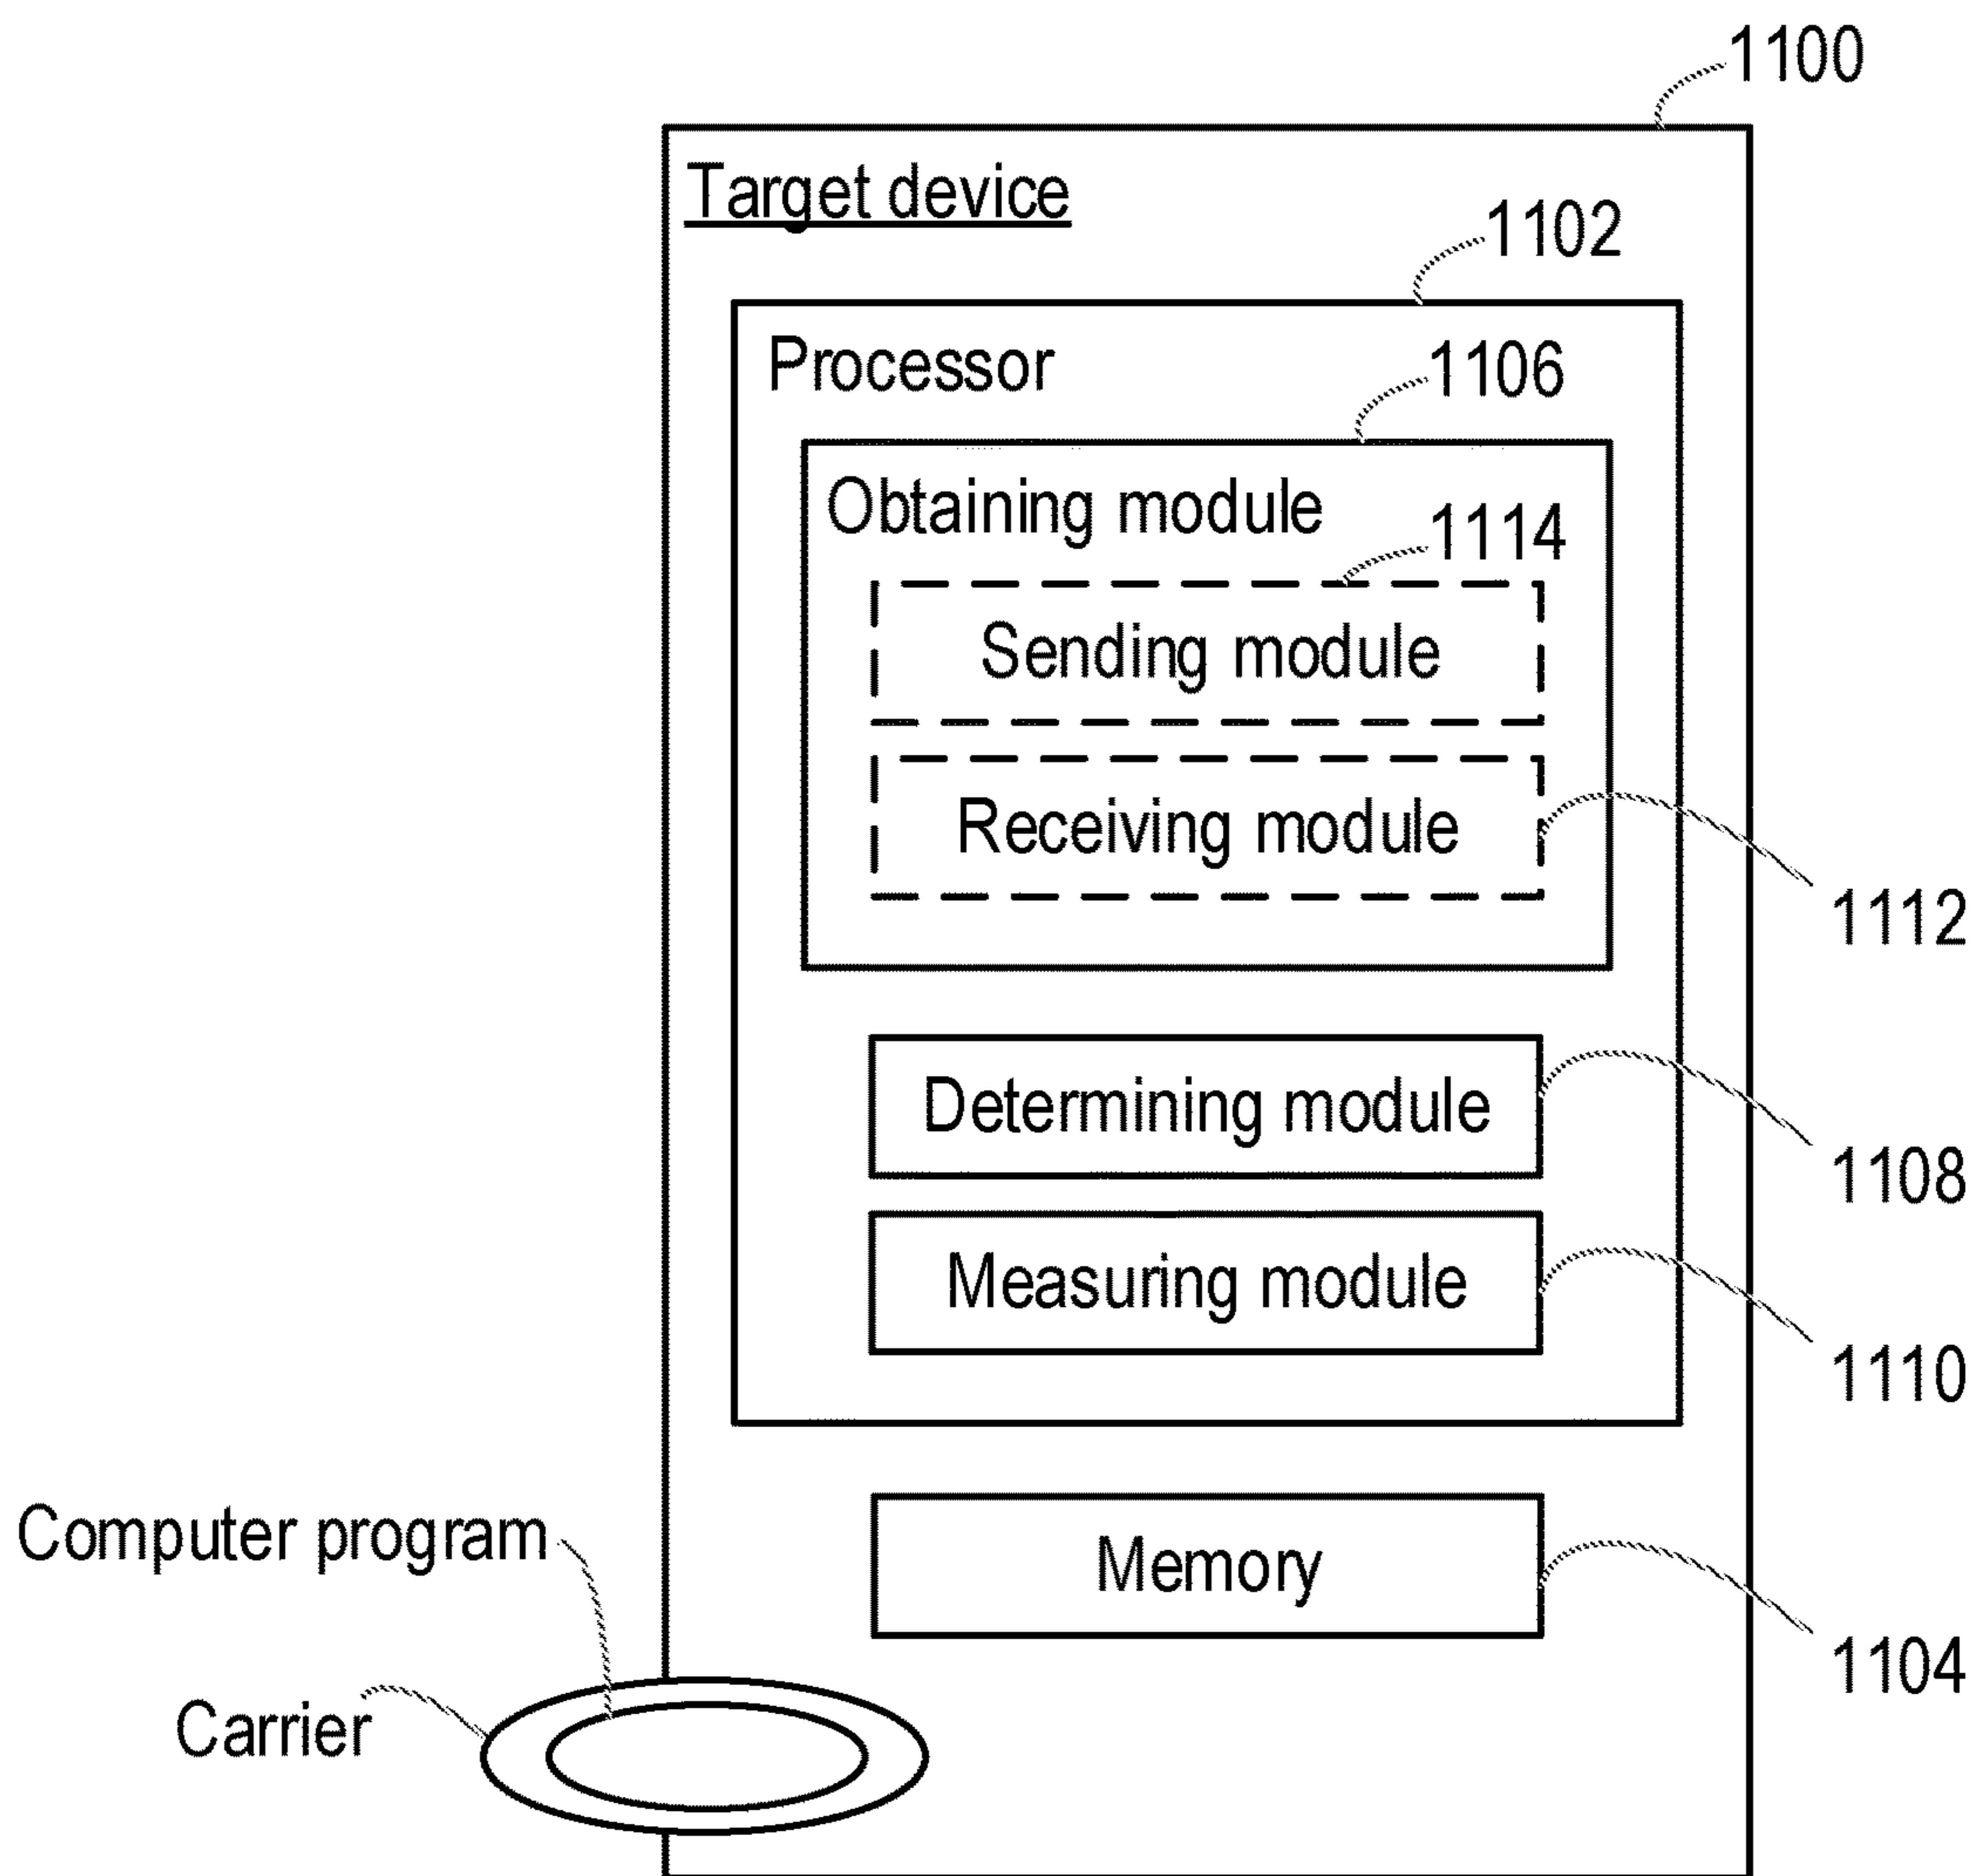 1100
Target device
1102
Processor
1106
Obtaining module
1114
Sending module
Receiving module
1112
Determining module
1108
Measuring module
1110
Computer program
Memory
1104
Carrier